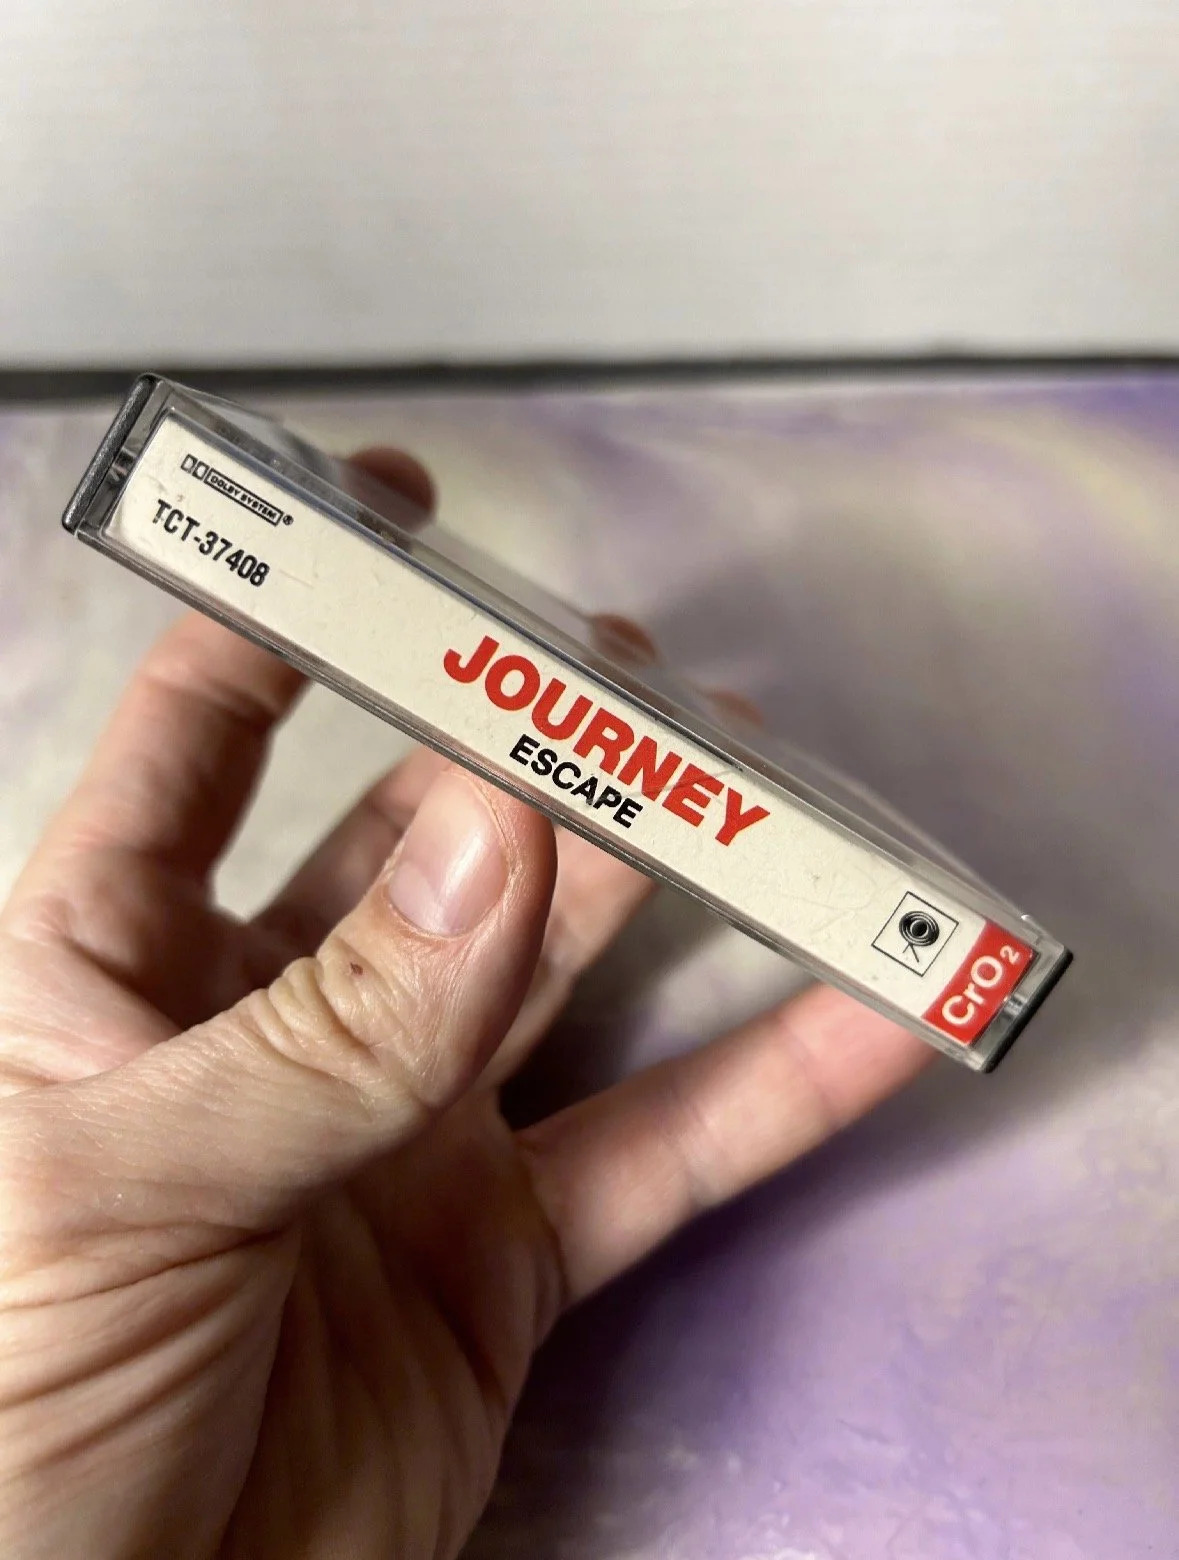 DOLBY SYSTEM ®
TCT-37408
JOURNEY
ESCAPE
CrO₂